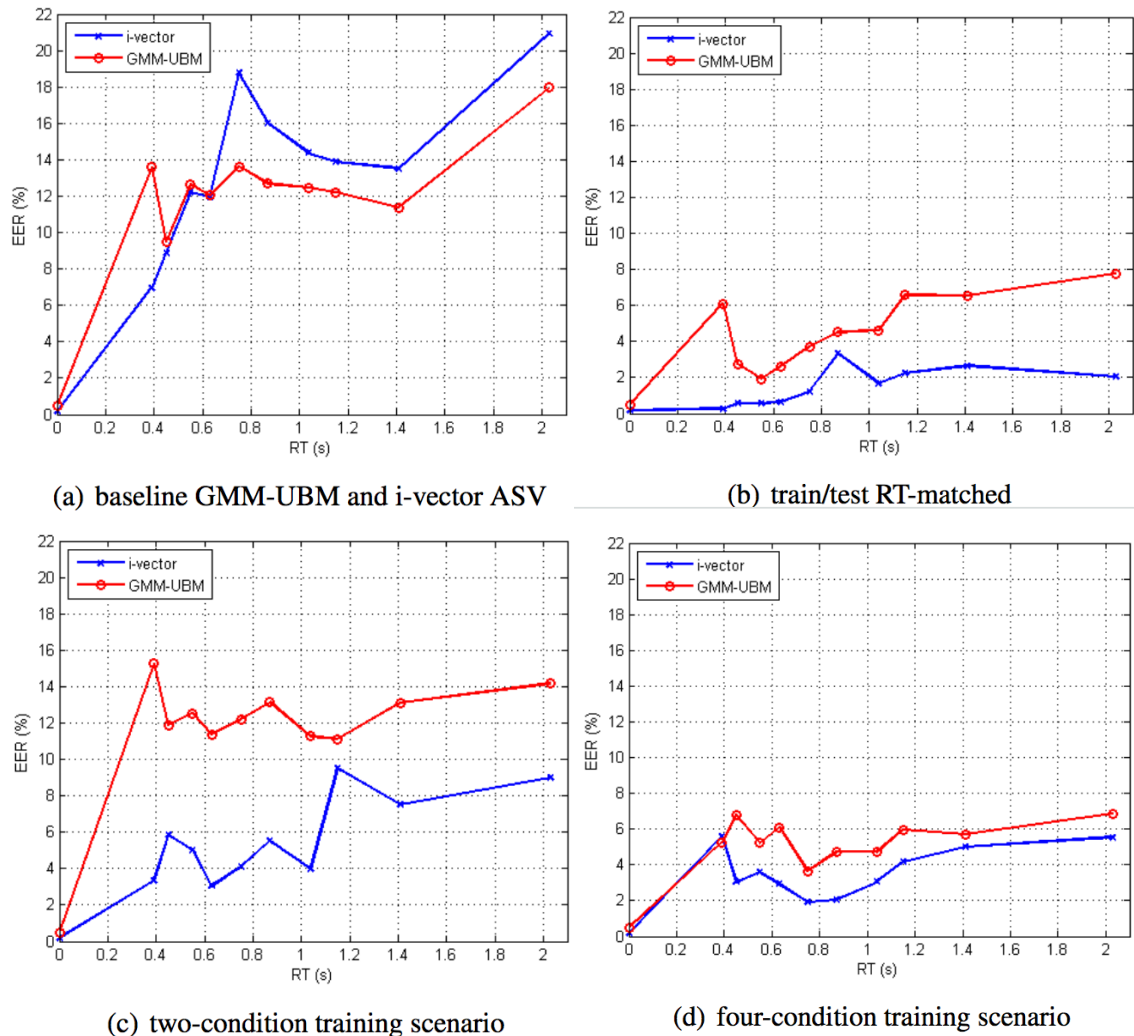 22
20
18
16
14
12
10
8
6
4
2
0
EER (%)
i-vector
GMM-UBM
0 0.2 0.4 0.6 0.8 1 1.2 1.4 1.6 1.8 2
RT (s)
(a) baseline GMM-UBM and i-vector ASV
22
20
18
16
14
12
10
8
6
4
2
0
EER (%)
i-vector
GMM-UBM
0 0.2 0.4 0.6 0.8 1 1.2 1.4 1.6 1.8 2
RT (s)
(b) train/test RT-matched
22
20
18
16
14
12
10
8
6
4
2
0
EER (%)
i-vector
GMM-UBM
0 0.2 0.4 0.6 0.8 1 1.2 1.4 1.6 1.8 2
RT (s)
(c) two-condition training scenario
22
20
18
16
14
12
10
8
6
4
2
0
EER (%)
i-vector
GMM-UBM
0 0.2 0.4 0.6 0.8 1 1.2 1.4 1.6 1.8 2
RT (s)
(d) four-condition training scenario